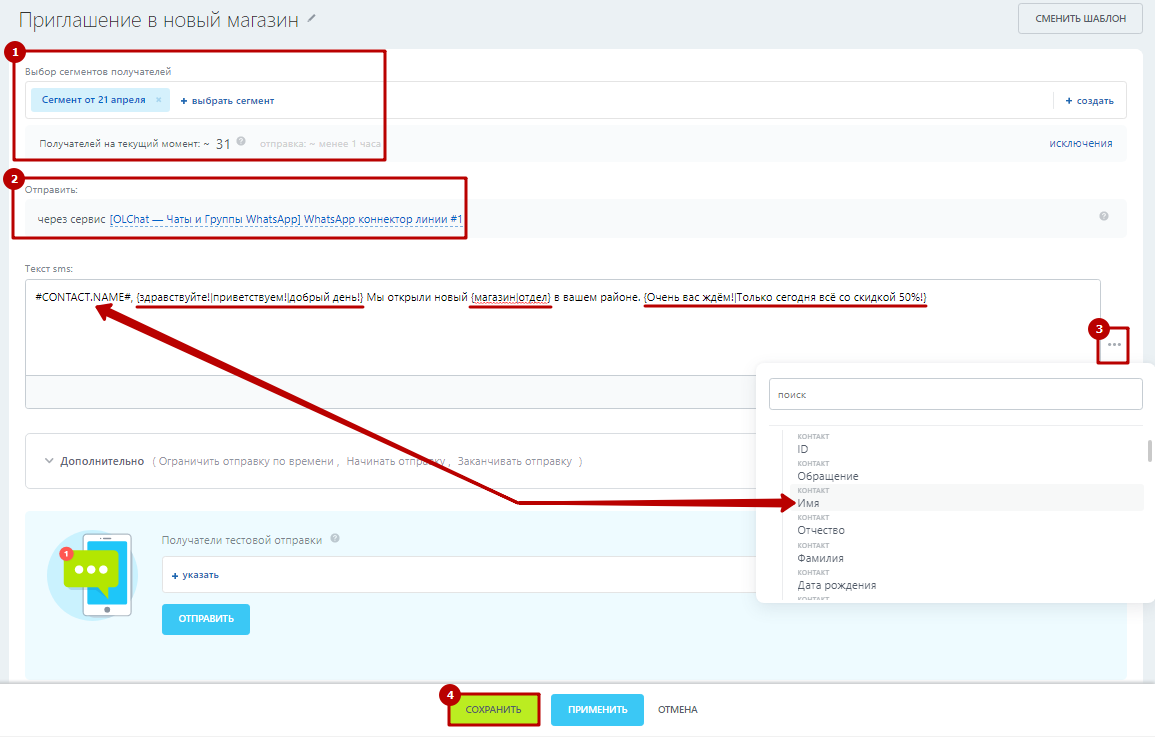 Приглашение в новый магазин
СМЕНИТЬ ШАБЛОН
1
Выбор сегментов получателей
Сегмент от 21 апреля ×
+ выбрать сегмент
+ создать
Получателей на текущий момент: ~ 31 ?
отправка: ~ менее 1 часа
исключения
2
Отправить:
через сервис [OLChat — Чаты и Группы WhatsApp] WhatsApp коннектор линии #1
?
Текст sms:
#CONTACT.NAME#, {здравствуйте!|приветствуем!|добрый день!} Мы открыли новый {магазин|отдел} в вашем районе. {Очень вас ждём!|Только сегодня всё со скидкой 50%!}
3
...
поиск
КОНТАКТ
ID
КОНТАКТ
Обращение
КОНТАКТ
Имя
КОНТАКТ
Отчество
КОНТАКТ
Фамилия
КОНТАКТ
Дата рождения
КОНТАКТ
Дополнительно ( Ограничить отправку по времени , Начинать отправку , Заканчивать отправку )
1
Получатели тестовой отправки ?
+ указать
ОТПРАВИТЬ
4
СОХРАНИТЬ
ПРИМЕНИТЬ
ОТМЕНА